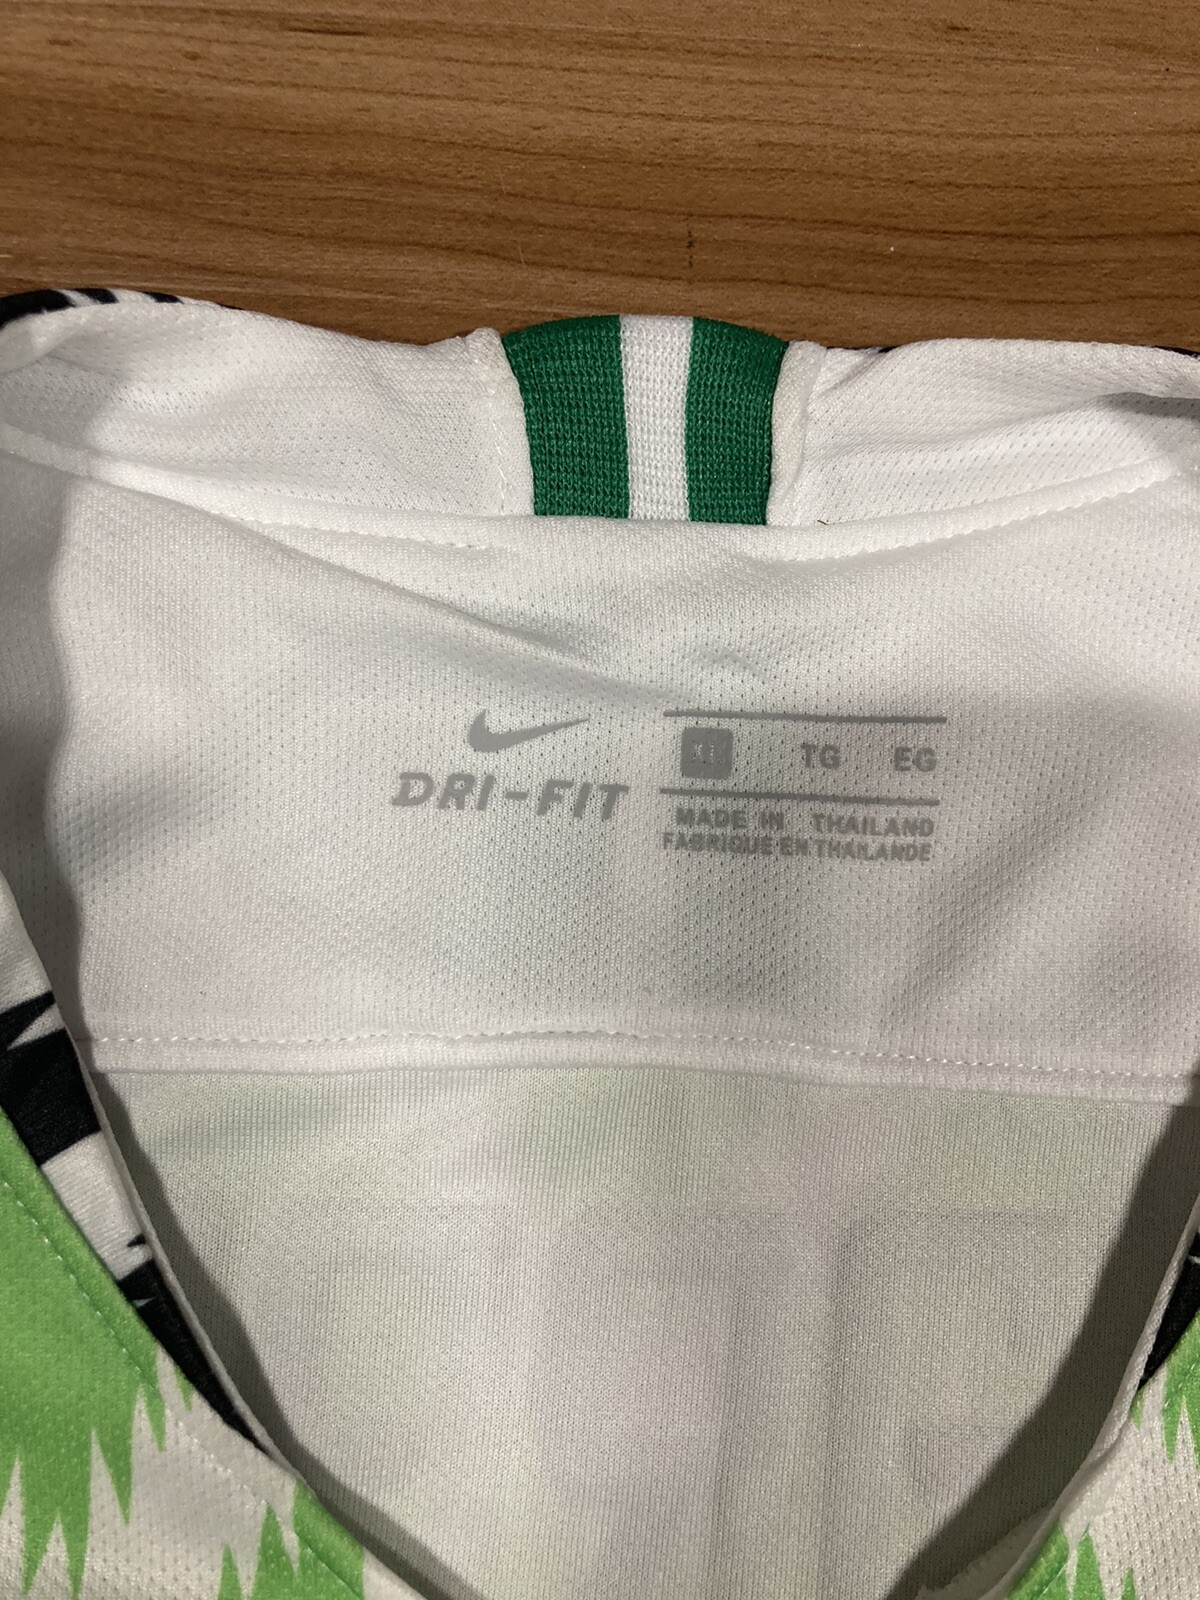 DRI-FIT
XL TG EG
MADE IN THAILAND
FABRIQUE EN THAILANDE